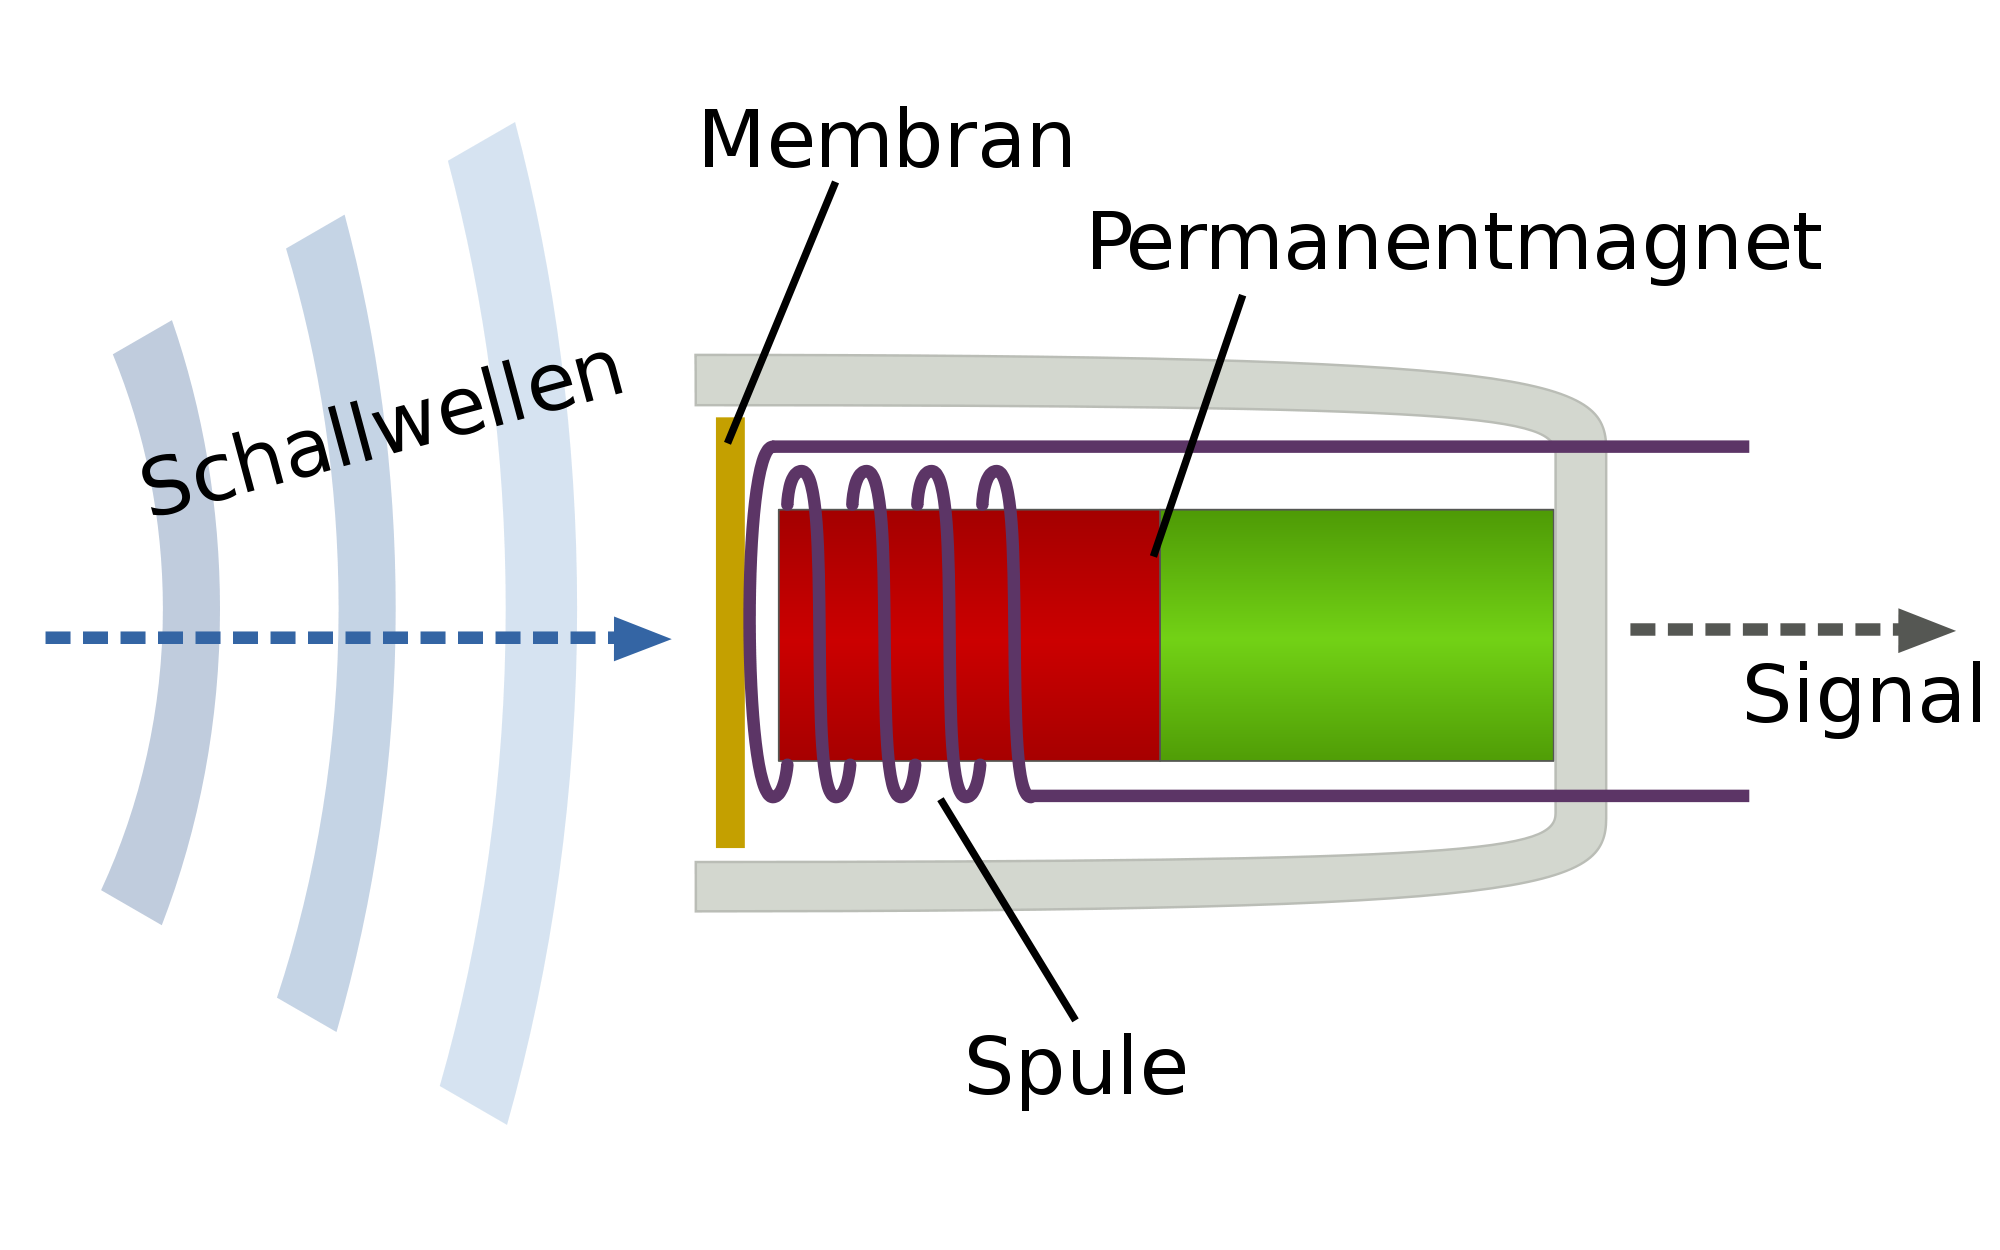 Membran
Permanentmagnet
Schallwellen
Signal
Spule